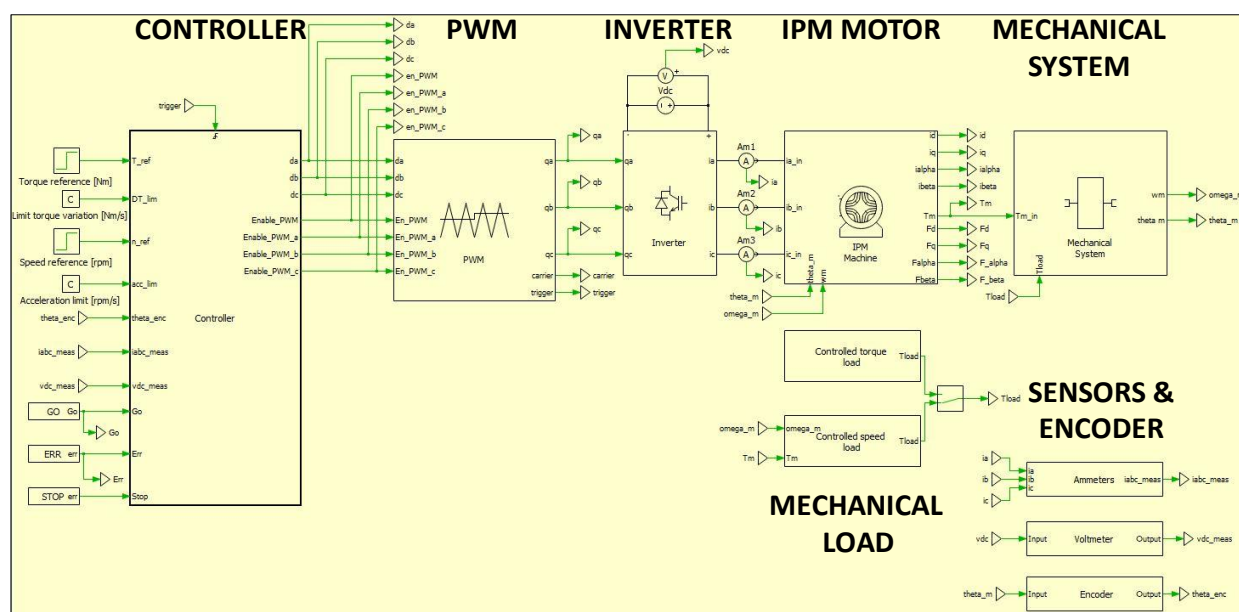 CONTROLLER
PWM
INVERTER
IPM MOTOR
MECHANICAL
SYSTEM
da
db
dc
en_PWM
en_PWM_a
en_PWM_b
en_PWM_c
trigger
T_ref
Torque reference [Nm]
C
DT_lim
Limit torque variation [Nm/s]
n_ref
Speed reference [rpm]
C
acc_lim
Acceleration limit [rpm/s]
theta_enc
theta_enc
iabc_meas
iabc_meas
vdc_meas
vdc_meas
GO Go
Go
Go
ERR err
Err
Err
STOP err
Stop
Controller
da
db
dc
Enable_PWM
Enable_PWM_a
Enable_PWM_b
Enable_PWM_c
da
db
dc
En_PWM
En_PWM_a
En_PWM_b
En_PWM_c
PWM
qa
qb
qc
carrier
trigger
qa
qb
qc
carrier
trigger
vdc
V
+
Vdc
- +
qa
qb
qc
- +
Inverter
ia
ib
ic
Am1
A
ia
Am2
A
ib
Am3
A
ic
ia_in
ib_in
ic_in
theta_m
wm
theta_m
omega_m
IPM
Machine
id
iq
ialpha
ibeta
Tm
Fd
Fq
Falpha
Fbeta
id
iq
ialpha
ibeta
Tm
Fd
Fq
F_alpha
F_beta
Tm_in
Tload
Tload
Mechanical
System
wm
theta m
omega_m
theta_m
Controlled torque
load
Tload
omega_m
omega_m
Tm
Tm
Controlled speed
load
Tload
Tload
MECHANICAL
LOAD
SENSORS &
ENCODER
ia
ib
ic
ia
ib
ic
Ammeters
iabc_meas
iabc_meas
vdc
Input
Voltmeter
Output
vdc_meas
theta_m
Input
Encoder
Output
theta_enc